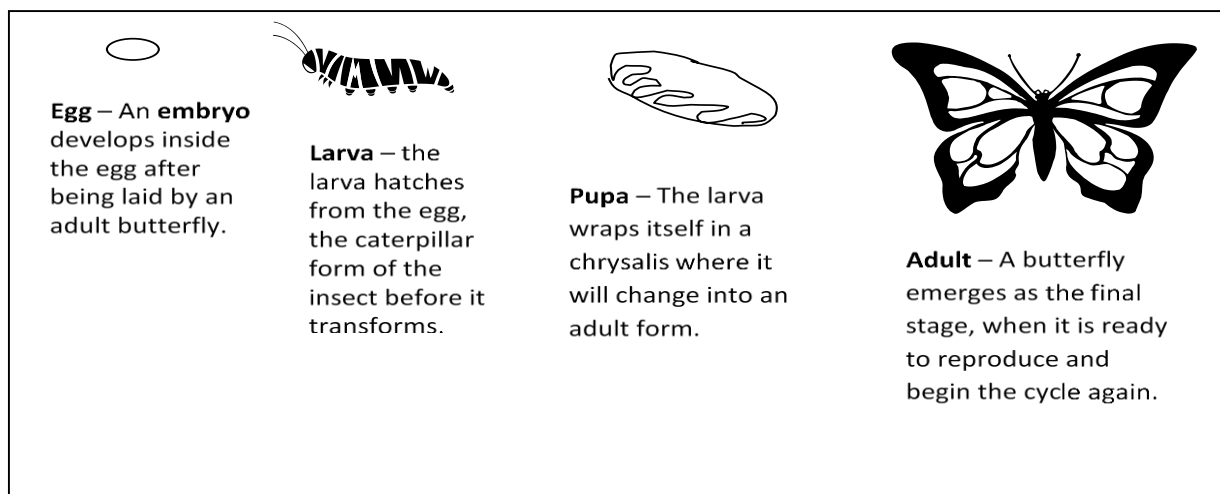 Egg – An embryo
develops inside
the egg after
being laid by an
adult butterfly.
Larva – the
larva hatches
from the egg,
the caterpillar
form of the
insect before it
transforms.
Pupa – The larva
wraps itself in a
chrysalis where it
will change into an
adult form.
Adult – A butterfly
emerges as the final
stage, when it is ready
to reproduce and
begin the cycle again.